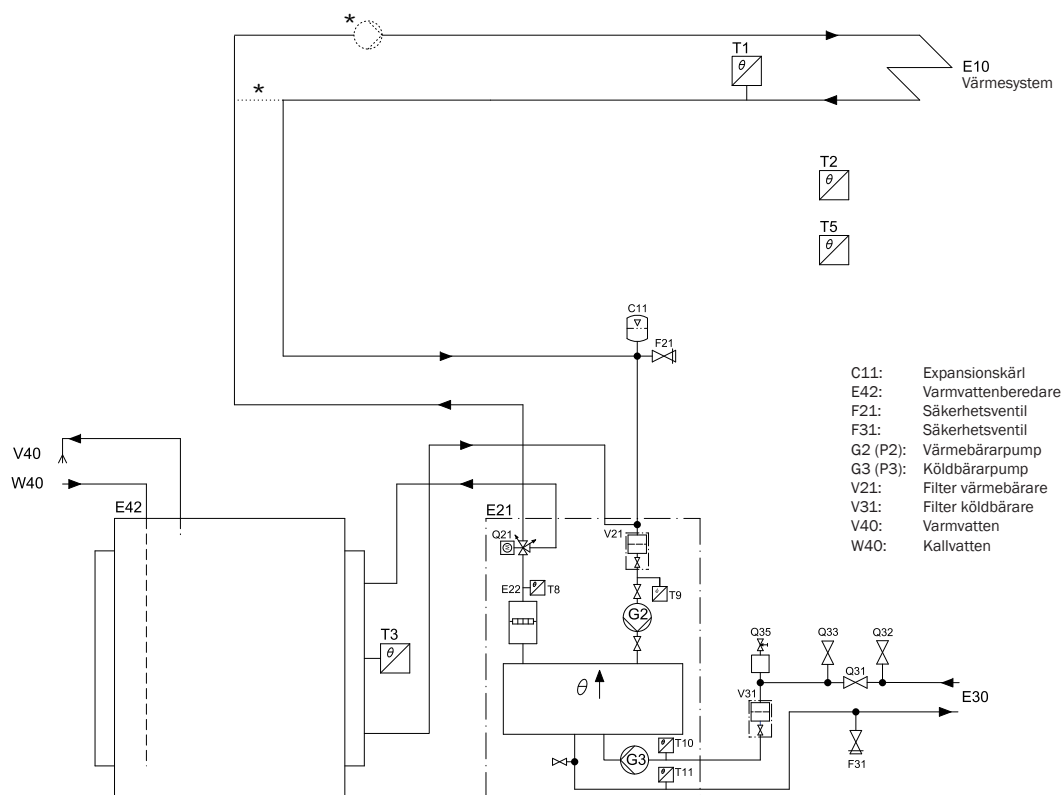 *
T1
θ
E10
Värmesystem
*
T2
θ
T5
θ
C11
F21
C11: Expansionskärl
E42: Varmvattenberedare
F21: Säkerhetsventil
F31: Säkerhetsventil
G2 (P2): Värmebärarpump
G3 (P3): Köldbärarpump
V21: Filter värmebärare
V31: Filter köldbärare
V40: Varmvatten
W40: Kallvatten
V40
W40
E42
E21
Q21
V21
E22
θ
T8
T9
G2
T3
θ
θ
Q35
Q33
Q32
Q31
V31
E30
G3
θ
T10
θ
T11
F31